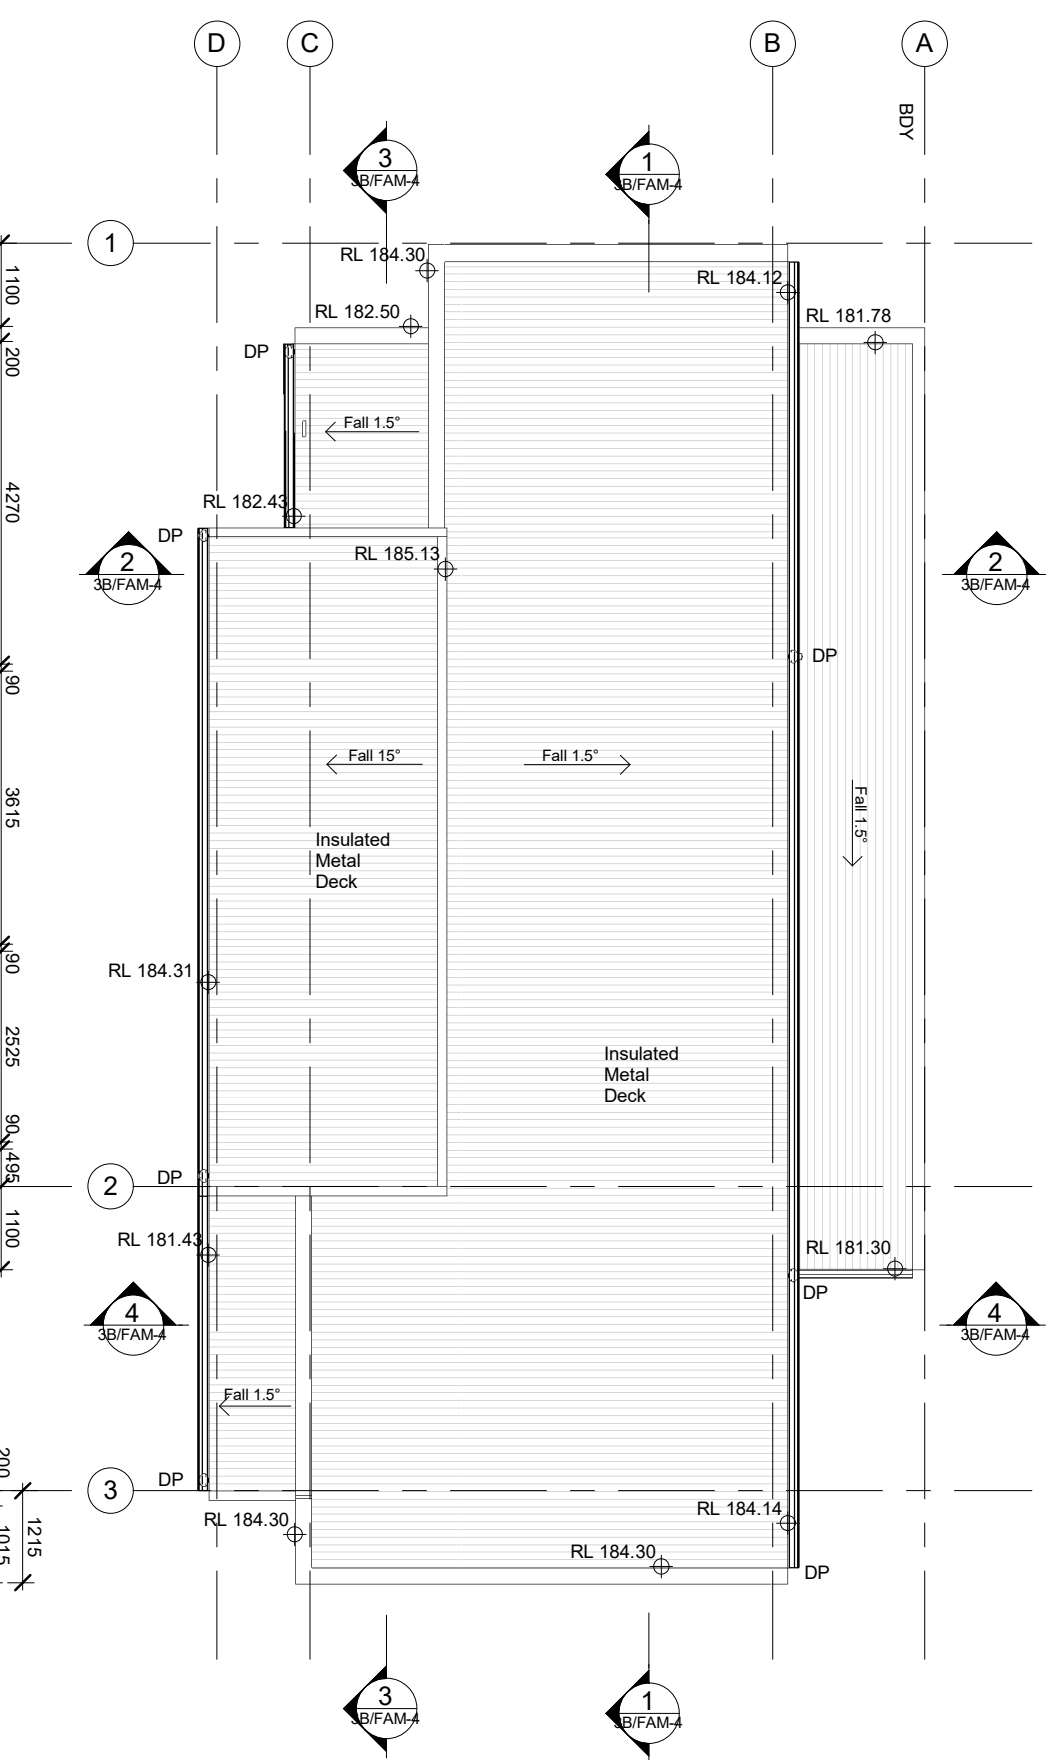 D
C
B
A
BDY
3
3B/FAM-4
1
3B/FAM-4
1
RL 184.30
RL 184.12
1100
RL 182.50
RL 181.78
200
DP
Fall 1.5°
4270
RL 182.43
DP
RL 185.13
2
3B/FAM-4
2
3B/FAM-4
90
DP
Fall 15°
Fall 1.5°
Fall 1.5°
3615
Insulated
Metal
Deck
90
RL 184.31
2525
Insulated
Metal
Deck
90
495
DP
2
1100
RL 181.43
RL 181.30
DP
4
3B/FAM-4
4
3B/FAM-4
Fall 1.5°
200
DP
3
RL 184.30
RL 184.14
1215
1015
RL 184.30
DP
3
3B/FAM-4
1
3B/FAM-4